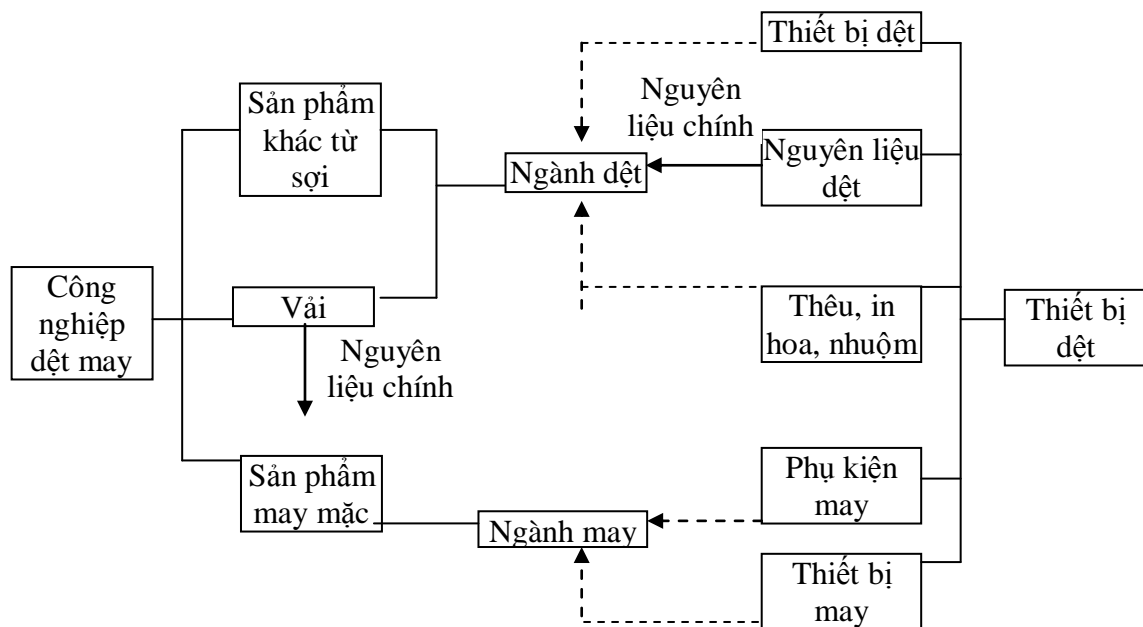 Thiết bị dệt
Sản phẩm
khác từ
sợi
Nguyên
liệu chính
Ngành dệt
Nguyên liệu
dệt
Công
nghiệp
dệt may
Vải
Nguyên
liệu chính
Thêu, in
hoa, nhuộm
Thiết bị
dệt
Sản phẩm
may mặc
Ngành may
Phụ kiện
may
Thiết bị
may